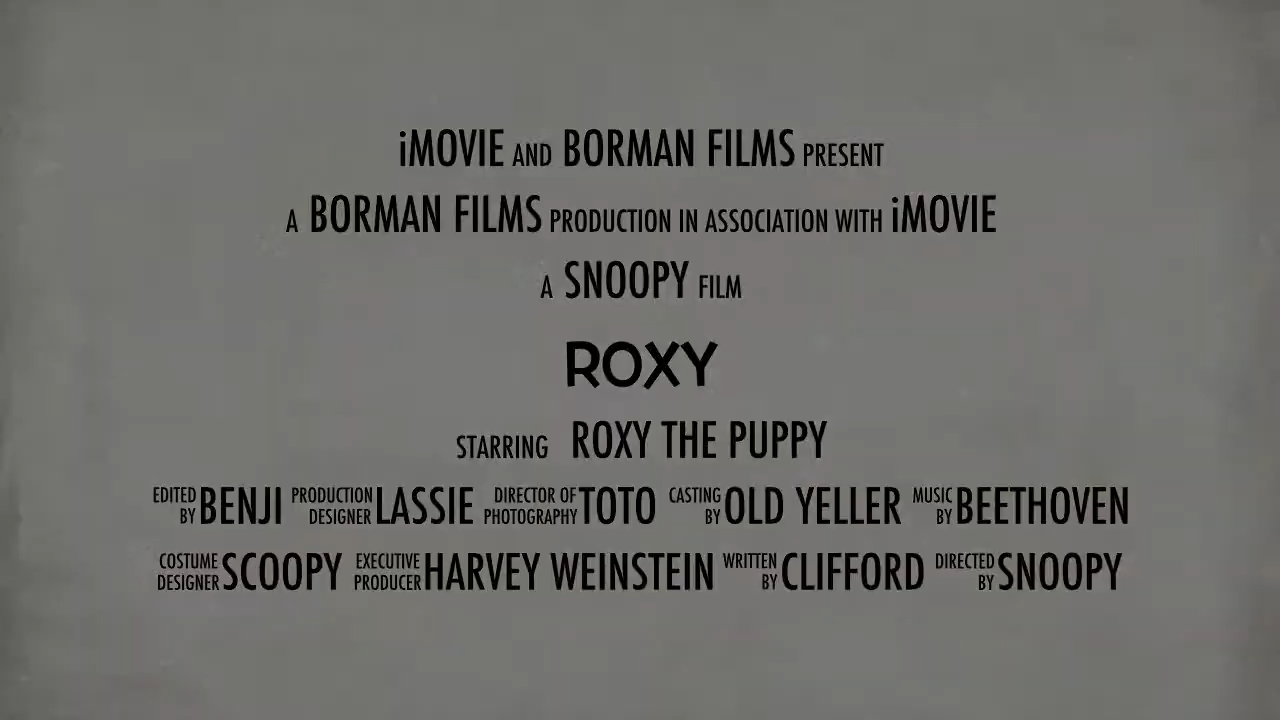 iMOVIE AND BORMAN FILMS PRESENT
A BORMAN FILMS PRODUCTION IN ASSOCIATION WITH iMOVIE
A SNOOPY FILM
ROXY
STARRING ROXY THE PUPPY
EDITED BY BENJI PRODUCTION DESIGNER LASSIE DIRECTOR OF PHOTOGRAPHY TOTO CASTING BY OLD YELLER MUSIC BY BEETHOVEN
COSTUME DESIGNER SCOOPY EXECUTIVE PRODUCER HARVEY WEINSTEIN WRITTEN BY CLIFFORD DIRECTED BY SNOOPY